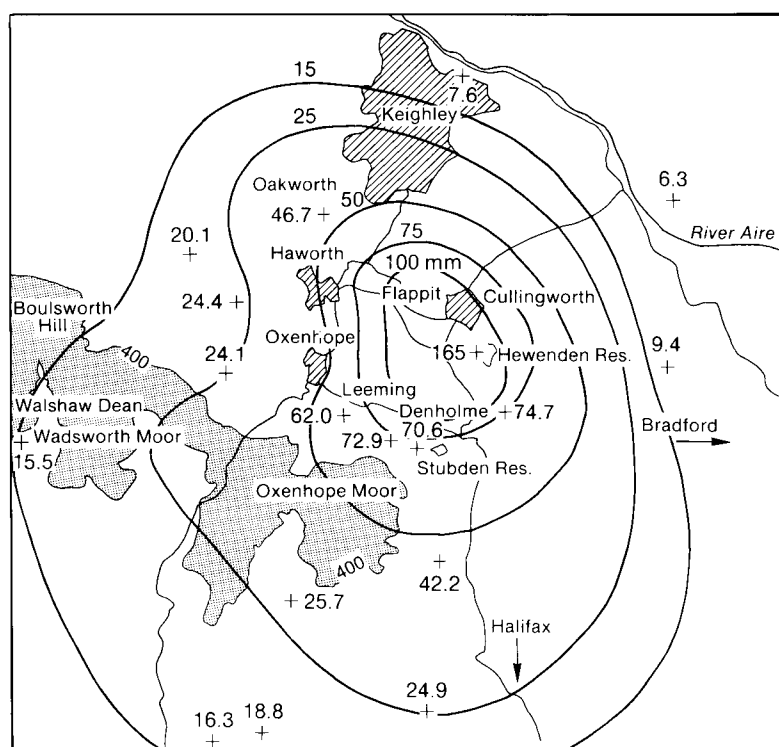 15
7.6
Keighley
25
Oakworth
50
6.3
46.7
River Aire
75
20.1
Haworth
100 mm
Flappit
Cullingworth
24.4
Boulsworth
Hill
Oxenhope
400
165
Hewenden Res.
9.4
24.1
Leeming
Walshaw Dean
62.0
Denholme
74.7
Bradford
Wadsworth Moor
70.6
72.9
15.5
Stubden Res.
Oxenhope Moor
400
42.2
25.7
Halifax
24.9
16.3
18.8